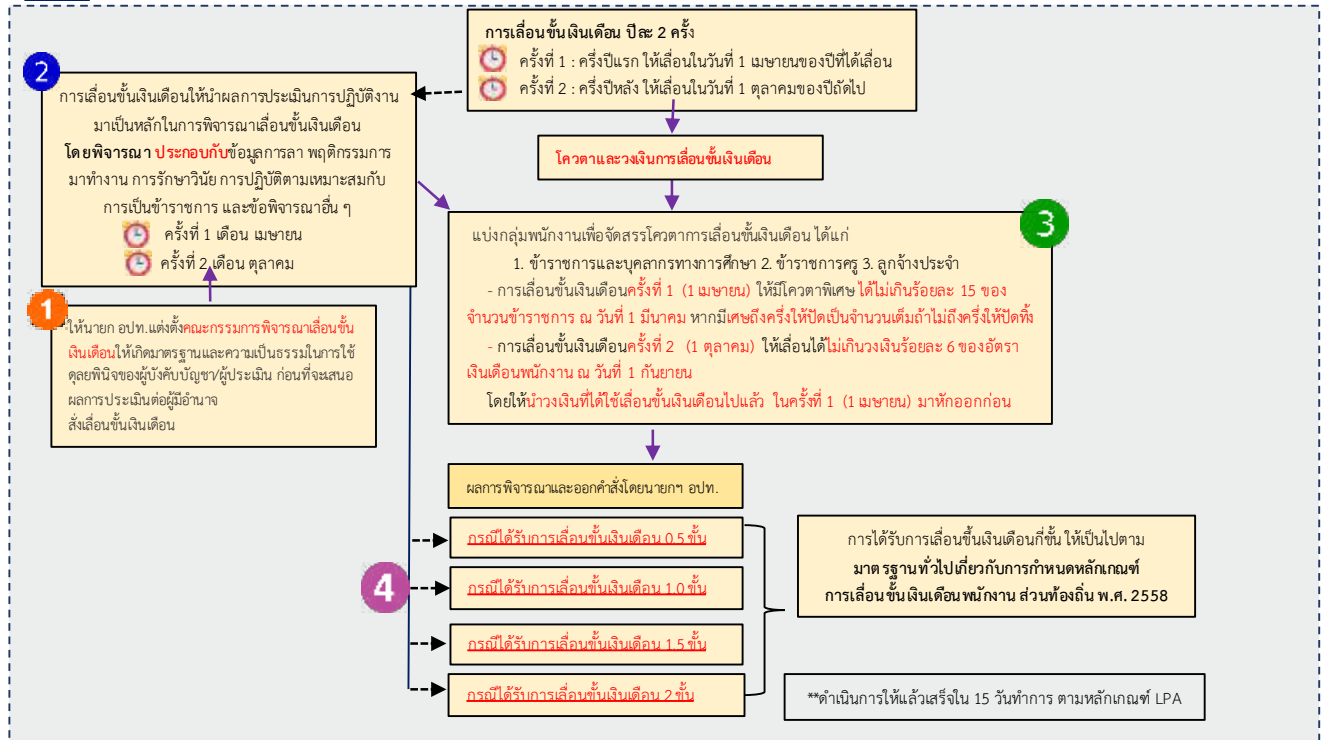 การเลื่อนขั้นเงินเดือน ปีละ 2 ครั้ง
ครั้งที่ 1 : ครึ่งปีแรก ให้เลื่อนในวันที่ 1 เมษายนของปีที่ได้เลื่อน
ครั้งที่ 2 : ครึ่งปีหลัง ให้เลื่อนในวันที่ 1 ตุลาคมของปีถัดไป
2
การเลื่อนขั้นเงินเดือนให้นำผลการประเมินการปฏิบัติงาน
มาเป็นหลักในการพิจารณาเลื่อนขั้นเงินเดือน
โดยพิจารณา ประกอบกับข้อมูลการลา พฤติกรรมการ
มาทำงาน การรักษาวินัย การปฏิบัติตามเหมาะสมกับ
การเป็นข้าราชการ และข้อพิจารณาอื่น ๆ
ครั้งที่ 1 เดือน เมษายน
ครั้งที่ 2 เดือน ตุลาคม
โควตาและวงเงินการเลื่อนขั้นเงินเดือน
3
แบ่งกลุ่มพนักงานเพื่อจัดสรรโควตาการเลื่อนขั้นเงินเดือน ได้แก่
1. ข้าราชการและบุคลากรทางการศึกษา 2. ข้าราชการครู 3. ลูกจ้างประจำ
- การเลื่อนขั้นเงินเดือนครั้งที่ 1 (1 เมษายน) ให้มีโควตาพิเศษ ได้ไม่เกินร้อยละ 15 ของ
จำนวนข้าราชการ ณ วันที่ 1 มีนาคม หากมีเศษถึงครึ่งให้ปัดเป็นจำนวนเต็มถ้าไม่ถึงครึ่งให้ปัดทิ้ง
- การเลื่อนขั้นเงินเดือนครั้งที่ 2 (1 ตุลาคม) ให้เลื่อนได้ไม่เกินวงเงินร้อยละ 6 ของอัตรา
เงินเดือนพนักงาน ณ วันที่ 1 กันยายน
โดยให้นำวงเงินที่ได้ใช้เลื่อนขั้นเงินเดือนไปแล้ว ในครั้งที่ 1 (1 เมษายน) มาหักออกก่อน
1
ให้นายก อปท.แต่งตั้งคณะกรรมการพิจารณาเลื่อนขั้น
เงินเดือนให้เกิดมาตรฐานและความเป็นธรรมในการใช้
ดุลยพินิจของผู้บังคับบัญชา/ผู้ประเมิน ก่อนที่จะเสนอ
ผลการประเมินต่อผู้มีอำนาจ
สั่งเลื่อนขั้นเงินเดือน
ผลการพิจารณาและออกคำสั่งโดยนายกฯ อปท.
4
กรณีได้รับการเลื่อนขั้นเงินเดือน 0.5 ขั้น
กรณีได้รับการเลื่อนขั้นเงินเดือน 1.0 ขั้น
กรณีได้รับการเลื่อนขั้นเงินเดือน 1.5 ขั้น
กรณีได้รับการเลื่อนขั้นเงินเดือน 2 ขั้น
การได้รับการเลื่อนขึ้นเงินเดือนกี่ขั้น ให้เป็นไปตาม
มาตรฐานทั่วไปเกี่ยวกับการกำหนดหลักเกณฑ์
การเลื่อนขั้นเงินเดือนพนักงาน ส่วนท้องถิ่น พ.ศ. 2558
**ดำเนินการให้แล้วเสร็จใน 15 วันทำการ ตามหลักเกณฑ์ LPA